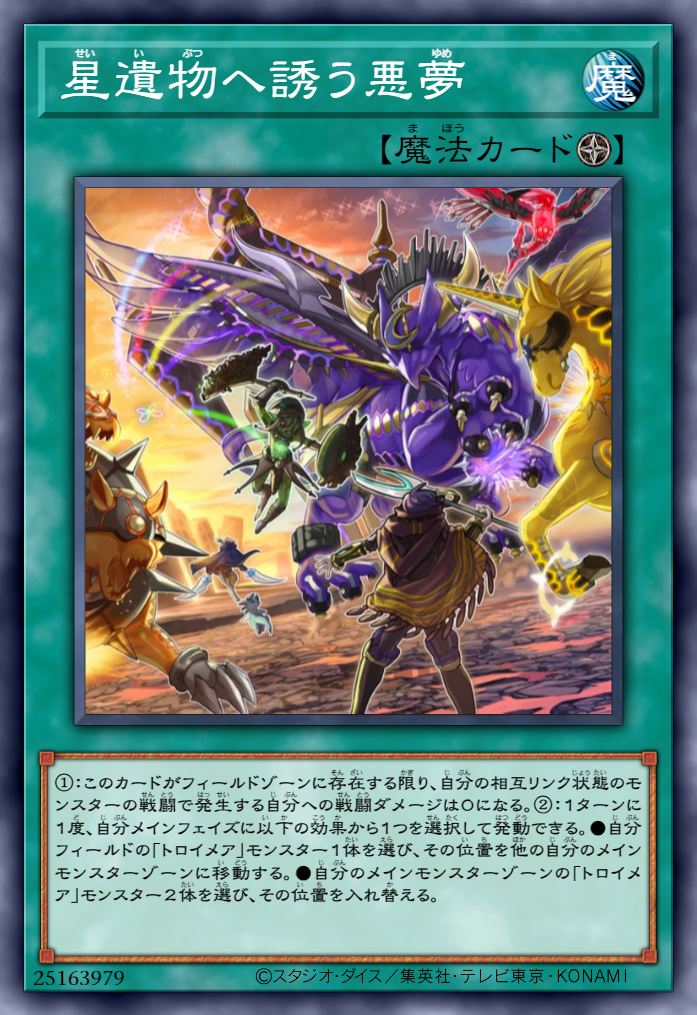 星遺物へ誘う悪夢
魔
【魔法カード】
①：このカードがフィールドゾーンに存在する限り、自分の相互リンク状態のモ
ンスターの戦闘で発生する自分への戦闘ダメージは０になる。②：１ターンに
１度、自分メインフェイズに以下の効果から１つを選択して発動できる。●自分
フィールドの「トロイメア」モンスター１体を選び、その位置を他の自分のメイン
モンスターゾーンに移動する。●自分のメインモンスターゾーンの「トロイメ
ア」モンスター２体を選び、その位置を入れ替える。
25163979
©スタジオ・ダイス／集英社・テレビ東京・KONAMI